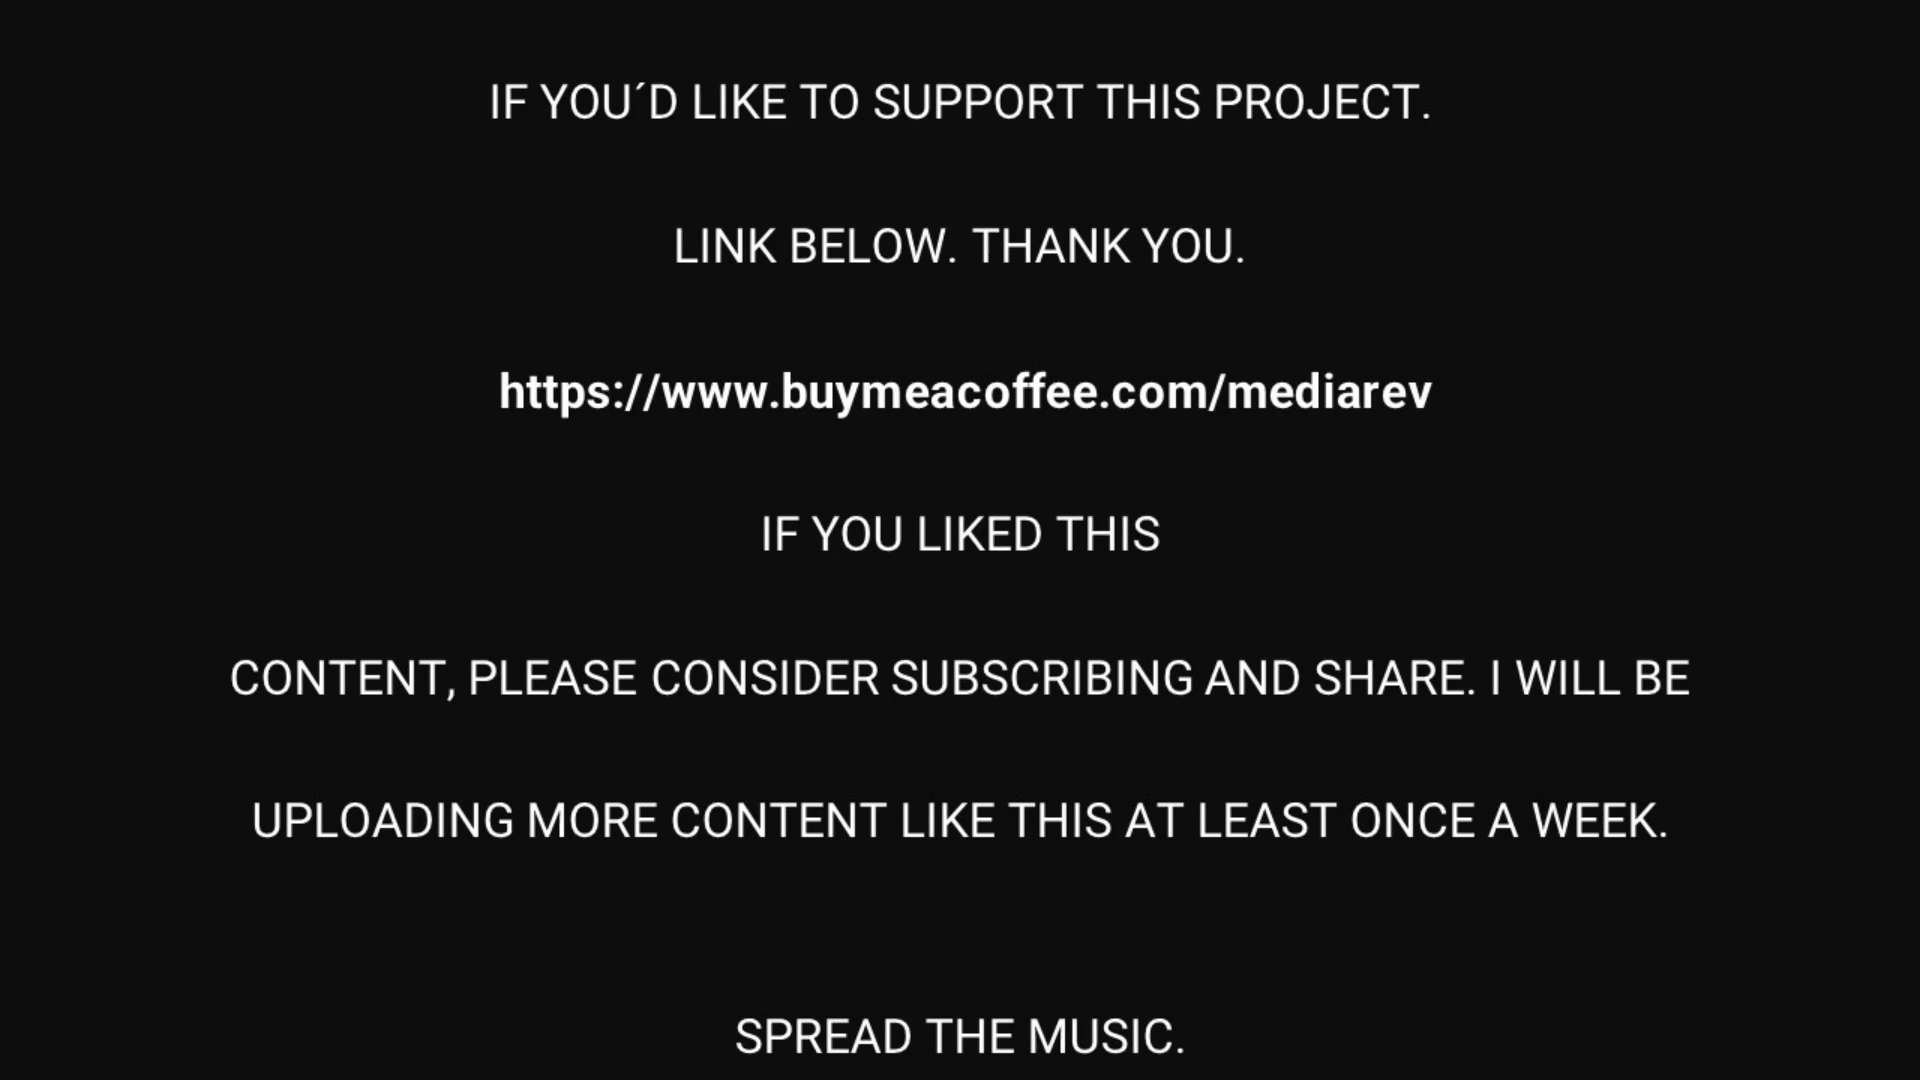 IF YOU´D LIKE TO SUPPORT THIS PROJECT.
LINK BELOW. THANK YOU.
https://www.buymeacoffee.com/mediarev
IF YOU LIKED THIS
CONTENT, PLEASE CONSIDER SUBSCRIBING AND SHARE. I WILL BE
UPLOADING MORE CONTENT LIKE THIS AT LEAST ONCE A WEEK.
SPREAD THE MUSIC.